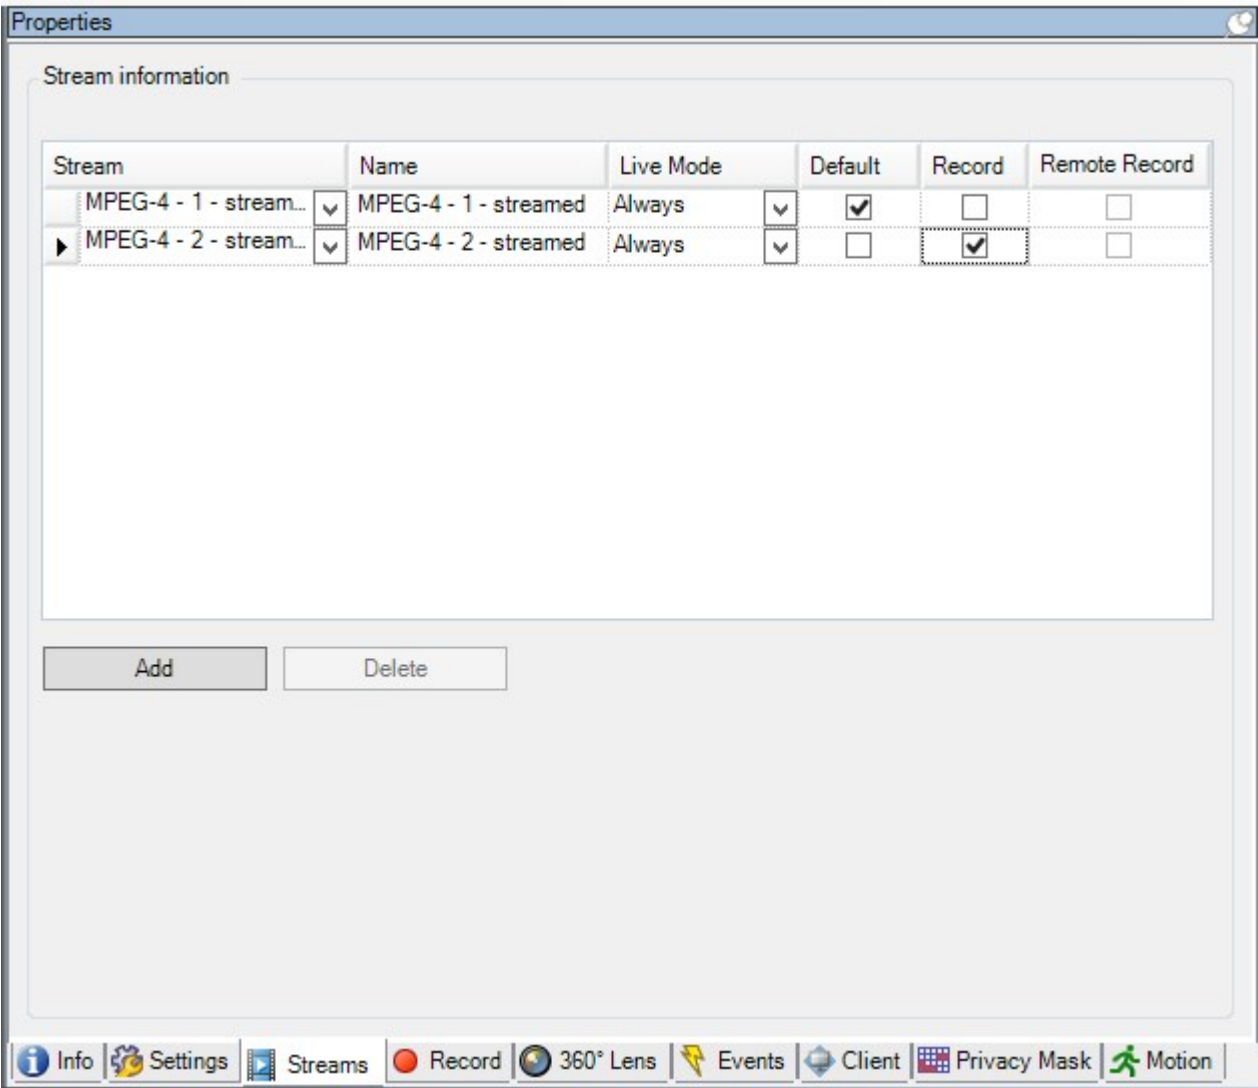 Properties
Stream information
Stream Name Live Mode Default Record Remote Record
MPEG-4 - 1 - stream... MPEG-4 - 1 - streamed Always
MPEG-4 - 2 - stream... MPEG-4 - 2 - streamed Always
Add Delete
Info Settings Streams Record 360° Lens Events Client Privacy Mask Motion